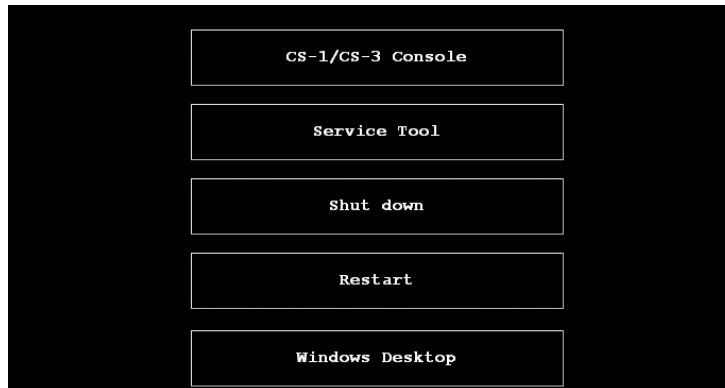 CS-1/CS-3 Console
Service Tool
Shut down
Restart
Windows Desktop